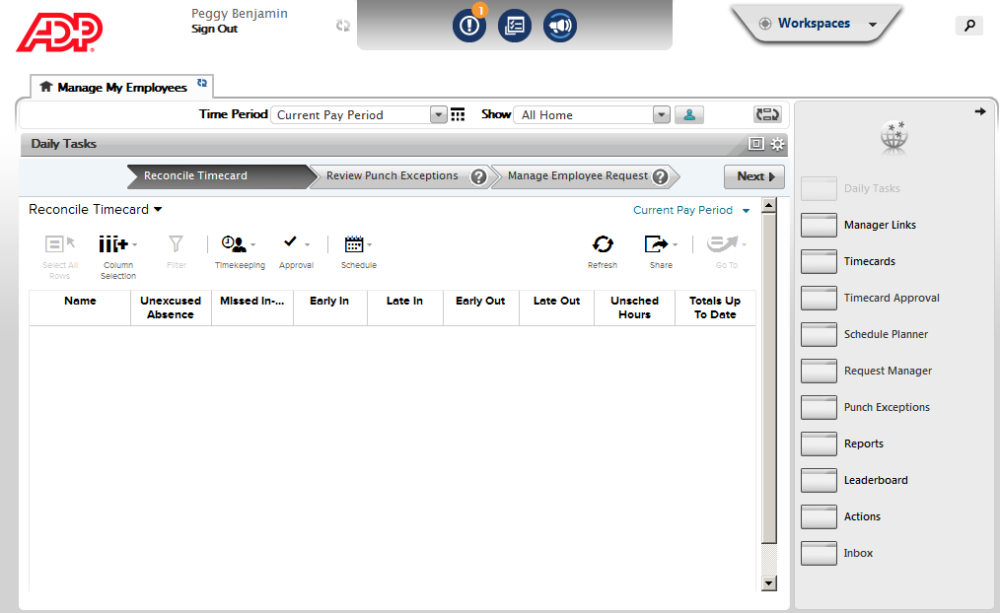 ADP
Peggy Benjamin
Sign Out
1
Workspaces
Manage My Employees
Time Period Current Pay Period Show All Home
Daily Tasks
Reconcile Timecard Review Punch Exceptions ? Manage Employee Request ? Next
Reconcile Timecard Current Pay Period
Select All Rows
Column Selection
Filter
Timekeeping
Approval
Schedule
Refresh
Share
Go To
Name
Unexcused Absence
Missed In-...
Early In
Late In
Early Out
Late Out
Unsched Hours
Totals Up To Date
Daily Tasks
Manager Links
Timecards
Timecard Approval
Schedule Planner
Request Manager
Punch Exceptions
Reports
Leaderboard
Actions
Inbox